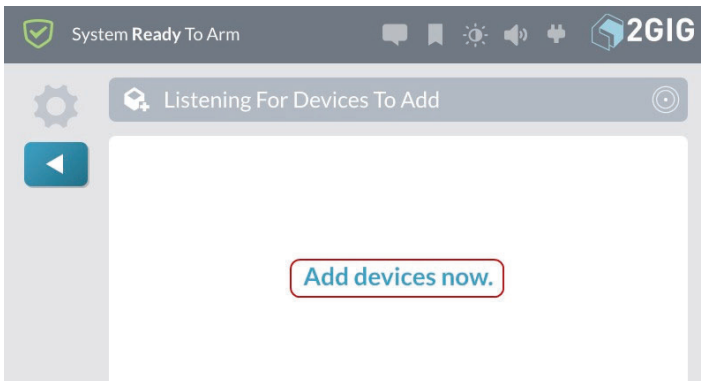 System Ready To Arm
2GIG
Listening For Devices To Add
Add devices now.